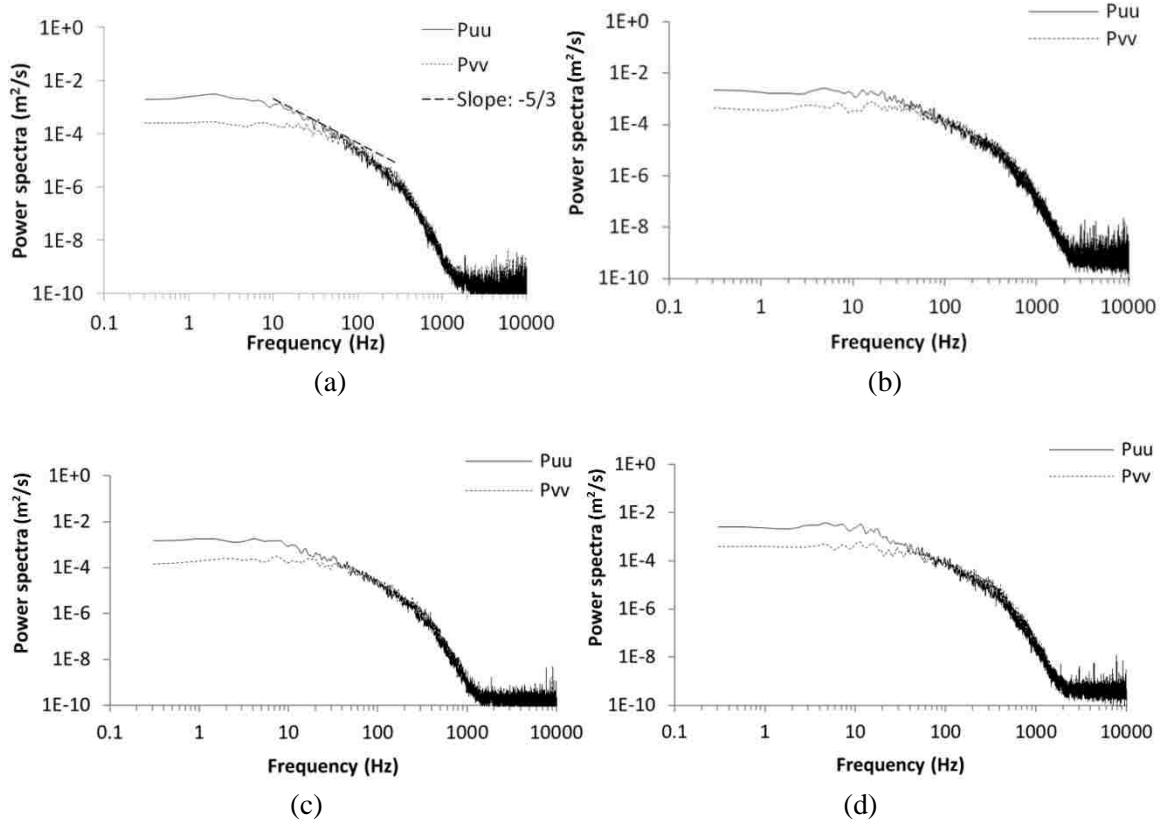 Power spectra (m²/s)
1E+0
1E-2
1E-4
1E-6
1E-8
1E-10
Puu
Pvv
Slope: -5/3
0.1 1 10 100 1000 10000
Frequency (Hz)
(a)
Power spectra (m²/s)
1E+0
1E-2
1E-4
1E-6
1E-8
1E-10
Puu
Pvv
0.1 1 10 100 1000 10000
Frequency (Hz)
(b)
Power spectra (m²/s)
1E+0
1E-2
1E-4
1E-6
1E-8
1E-10
Puu
Pvv
0.1 1 10 100 1000 10000
Frequency (Hz)
(c)
Power spectra (m²/s)
1E+0
1E-2
1E-4
1E-6
1E-8
1E-10
Puu
Pvv
0.1 1 10 100 1000 10000
Frequency (Hz)
(d)